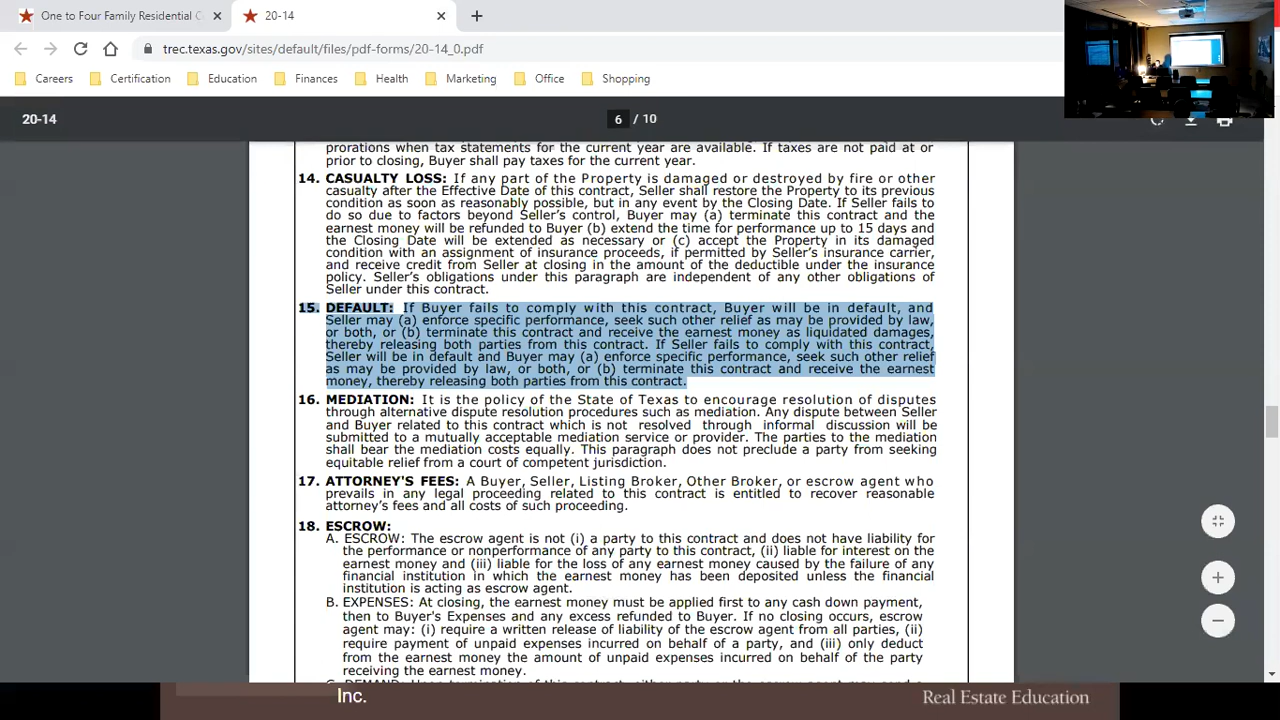 One to Four Family Residential C
20-14
trec.texas.gov/sites/default/files/pdf-forms/20-14_0.pdf
Careers Certification Education Finances Health Marketing Office Shopping
20-14
6 / 10
prorations when tax statements for the current year are available. If taxes are not paid at or
prior to closing, Buyer shall pay taxes for the current year.
14. CASUALTY LOSS: If any part of the Property is damaged or destroyed by fire or other
casualty after the Effective Date of this contract, Seller shall restore the Property to its previous
condition as soon as reasonably possible, but in any event by the Closing Date. If Seller fails to
do so due to factors beyond Seller's control, Buyer may (a) terminate this contract and the
earnest money will be refunded to Buyer (b) extend the time for performance up to 15 days and
the Closing Date will be extended as necessary or (c) accept the Property in its damaged
condition with an assignment of insurance proceeds, if permitted by Seller's insurance carrier,
and receive credit from Seller at closing in the amount of the deductible under the insurance
policy. Seller's obligations under this paragraph are independent of any other obligations of
Seller under this contract.
15. DEFAULT: If Buyer fails to comply with this contract, Buyer will be in default, and
Seller may (a) enforce specific performance, seek such other relief as may be provided by law,
or both, or (b) terminate this contract and receive the earnest money as liquidated damages,
thereby releasing both parties from this contract. If Seller fails to comply with this contract,
Seller will be in default and Buyer may (a) enforce specific performance, seek such other relief
as may be provided by law, or both, or (b) terminate this contract and receive the earnest
money, thereby releasing both parties from this contract.
16. MEDIATION: It is the policy of the State of Texas to encourage resolution of disputes
through alternative dispute resolution procedures such as mediation. Any dispute between Seller
and Buyer related to this contract which is not resolved through informal discussion will be
submitted to a mutually acceptable mediation service or provider. The parties to the mediation
shall bear the mediation costs equally. This paragraph does not preclude a party from seeking
equitable relief from a court of competent jurisdiction.
17. ATTORNEY'S FEES: A Buyer, Seller, Listing Broker, Other Broker, or escrow agent who
prevails in any legal proceeding related to this contract is entitled to recover reasonable
attorney's fees and all costs of such proceeding.
18. ESCROW:
A. ESCROW: The escrow agent is not (i) a party to this contract and does not have liability for
the performance or nonperformance of any party to this contract, (ii) liable for interest on the
earnest money and (iii) liable for the loss of any earnest money caused by the failure of any
financial institution in which the earnest money has been deposited unless the financial
institution is acting as escrow agent.
B. EXPENSES: At closing, the earnest money must be applied first to any cash down payment,
then to Buyer's Expenses and any excess refunded to Buyer. If no closing occurs, escrow
agent may: (i) require a written release of liability of the escrow agent from all parties, (ii)
require payment of unpaid expenses incurred on behalf of a party, and (iii) only deduct
from the earnest money the amount of unpaid expenses incurred on behalf of the party
receiving the earnest money.
Inc.
Real Estate Education